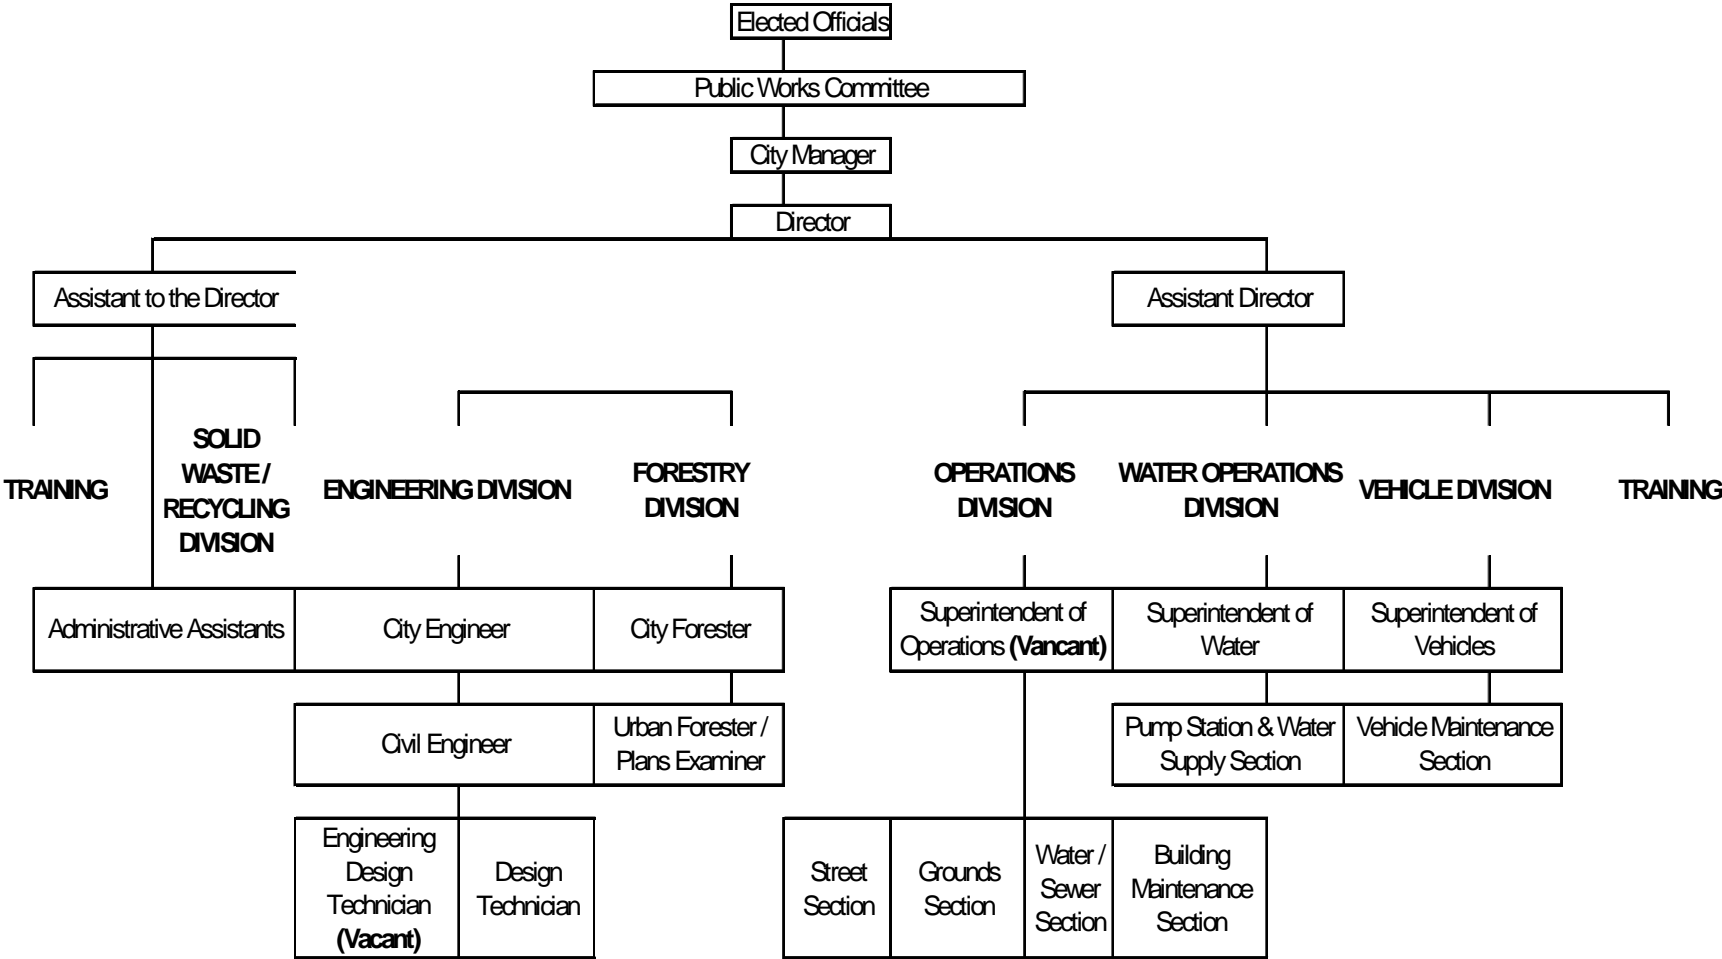 Elected Officials
Public Works Committee
City Manager
Director
Assistant to the Director
Assistant Director
TRAINING
SOLID
WASTE /
RECYCLING
DIVISION
ENGINEERING DIVISION
FORESTRY
DIVISION
OPERATIONS
DIVISION
WATER OPERATIONS
DIVISION
VEHICLE DIVISION
TRAINING
Administrative Assistants
City Engineer
City Forester
Superintendent of
Operations (Vancant)
Superintendent of
Water
Superintendent of
Vehicles
Civil Engineer
Urban Forester /
Plans Examiner
Pump Station & Water
Supply Section
Vehicle Maintenance
Section
Engineering
Design
Technician
(Vacant)
Design
Technician
Street
Section
Grounds
Section
Water /
Sewer
Section
Building
Maintenance
Section